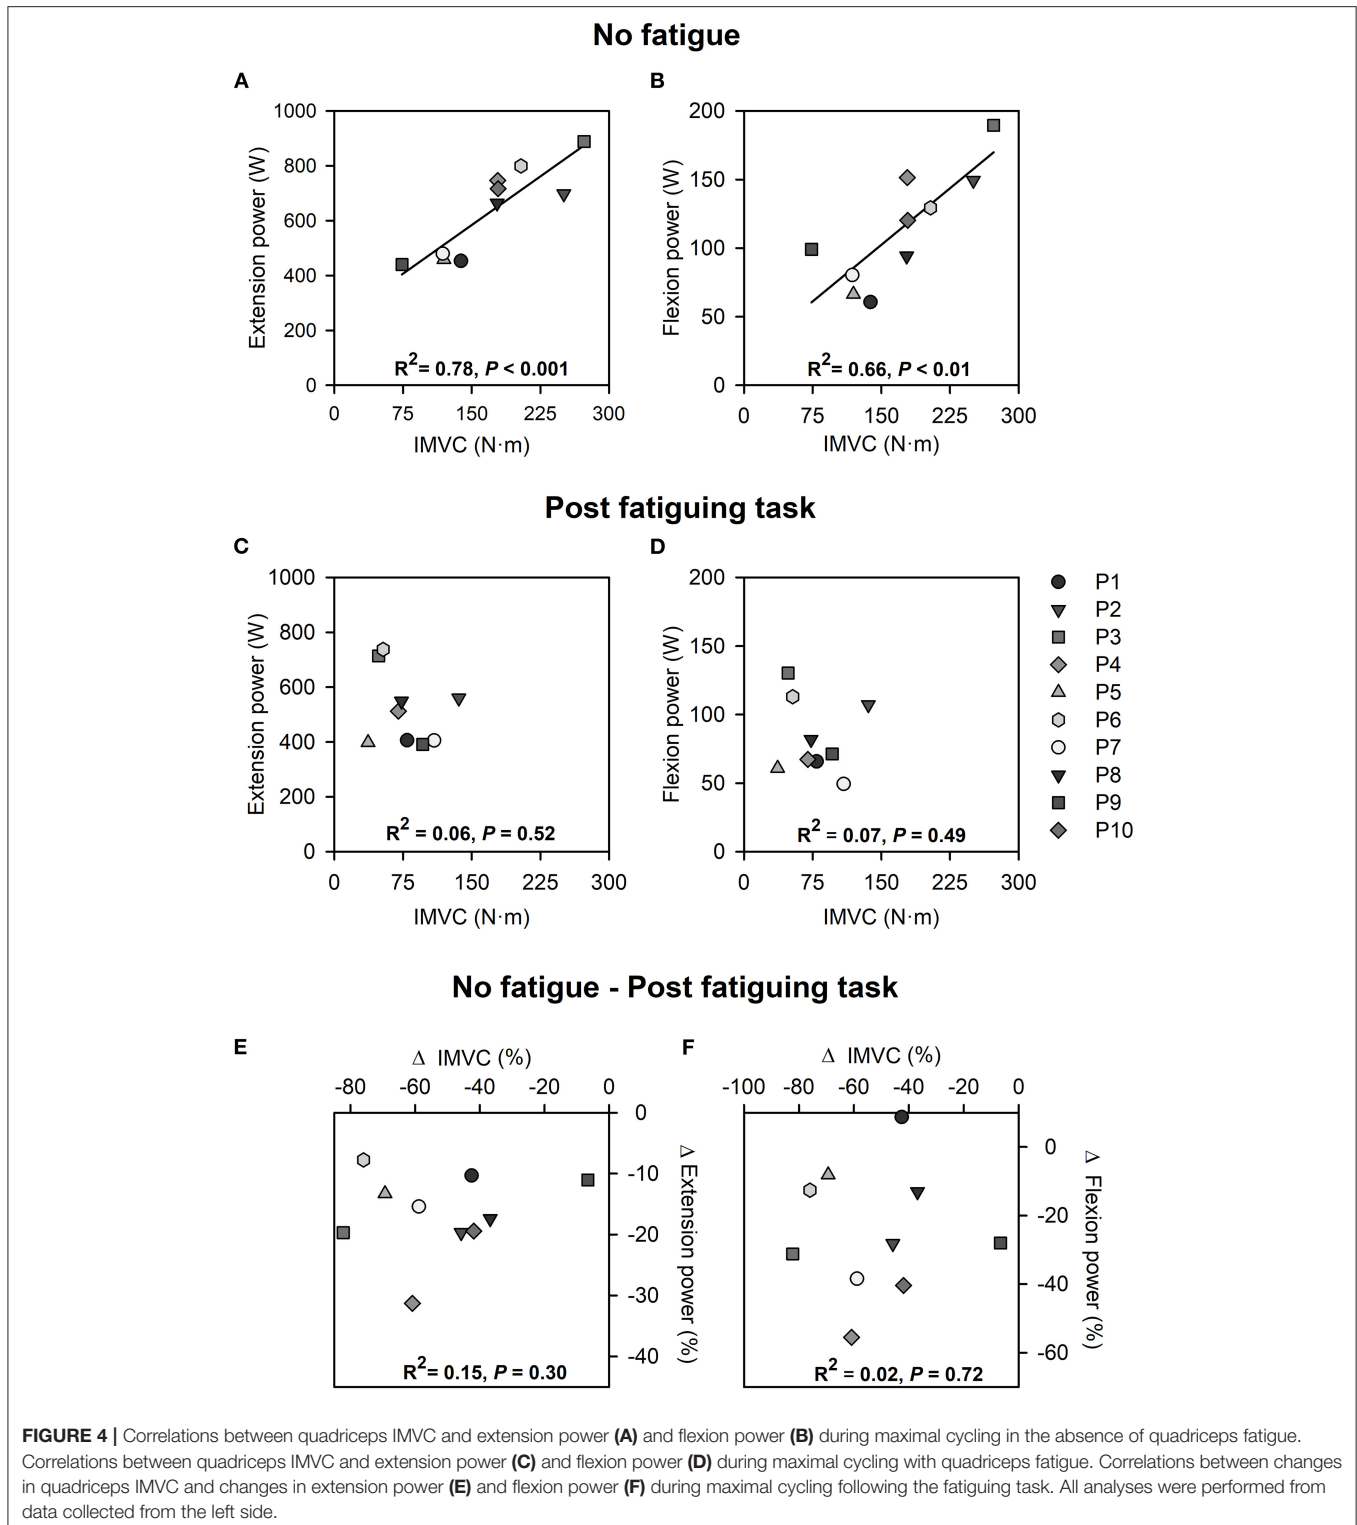 No fatigue
A
B
1000
800
600
400
200
0
Extension power (W)
R2= 0.78, P < 0.001
0 75 150 225 300
IMVC (N·m)
200
150
100
50
0
Flexion power (W)
R2= 0.66, P < 0.01
0 75 150 225 300
IMVC (N·m)
Post fatiguing task
C
D
1000
800
600
400
200
0
Extension power (W)
R2 = 0.06, P = 0.52
0 75 150 225 300
IMVC (N·m)
200
150
100
50
0
Flexion power (W)
R2 = 0.07, P = 0.49
0 75 150 225 300
IMVC (N·m)
P1
P2
P3
P4
P5
P6
P7
P8
P9
P10
No fatigue - Post fatiguing task
E
Δ IMVC (%)
-80 -60 -40 -20 0
0
-10
-20
-30
-40
Δ Extension power (%)
R2= 0.15, P = 0.30
F
Δ IMVC (%)
-100 -80 -60 -40 -20 0
0
-20
-40
-60
Δ Flexion power (%)
R2 = 0.02, P = 0.72
FIGURE 4 | Correlations between quadriceps IMVC and extension power (A) and flexion power (B) during maximal cycling in the absence of quadriceps fatigue.
Correlations between quadriceps IMVC and extension power (C) and flexion power (D) during maximal cycling with quadriceps fatigue. Correlations between changes
in quadriceps IMVC and changes in extension power (E) and flexion power (F) during maximal cycling following the fatiguing task. All analyses were performed from
data collected from the left side.